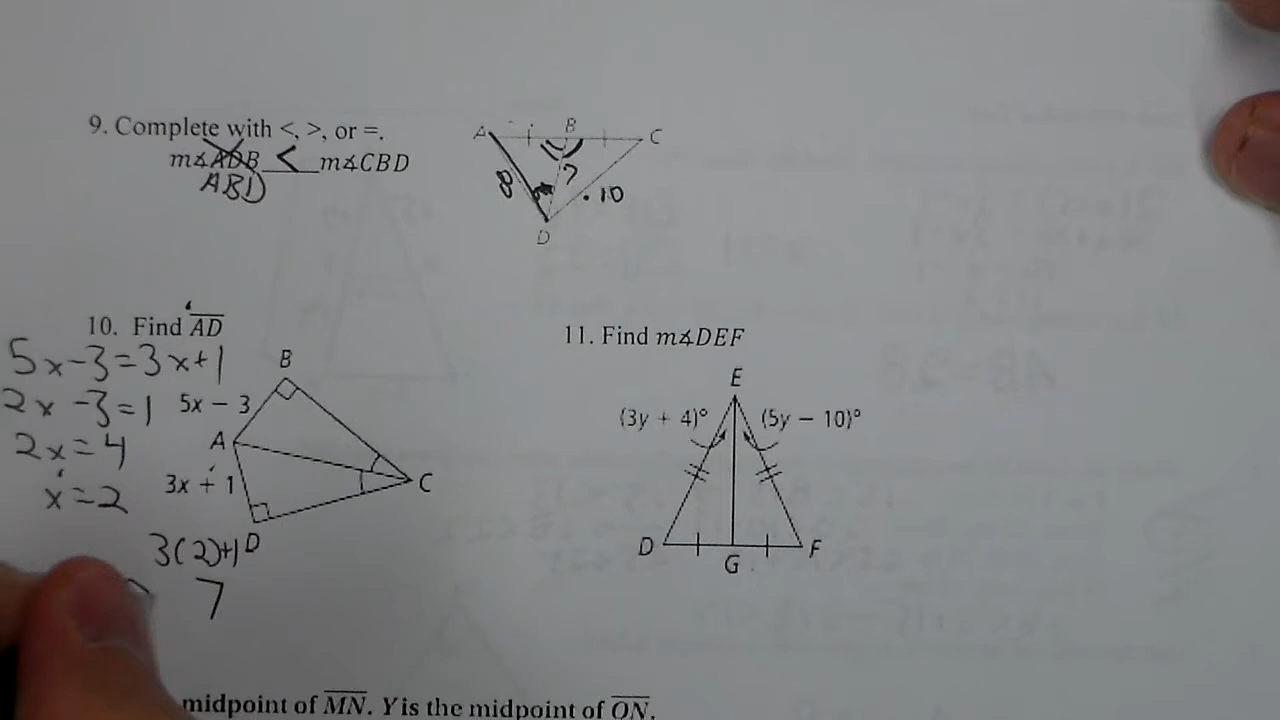 9. Complete with <, >, or =.
m∡ADB < m∡CBD
ABD
A B C
8 7 10
D
10. Find AD
5x-3=3x+1
2x-3=1
2x=4
x=2
B
5x − 3
A
3x + 1
C
D
3(2)+1
7
11. Find m∡DEF
E
(3y + 4)° (5y − 10)°
D G F
midpoint of MN. Y is the midpoint of ON.